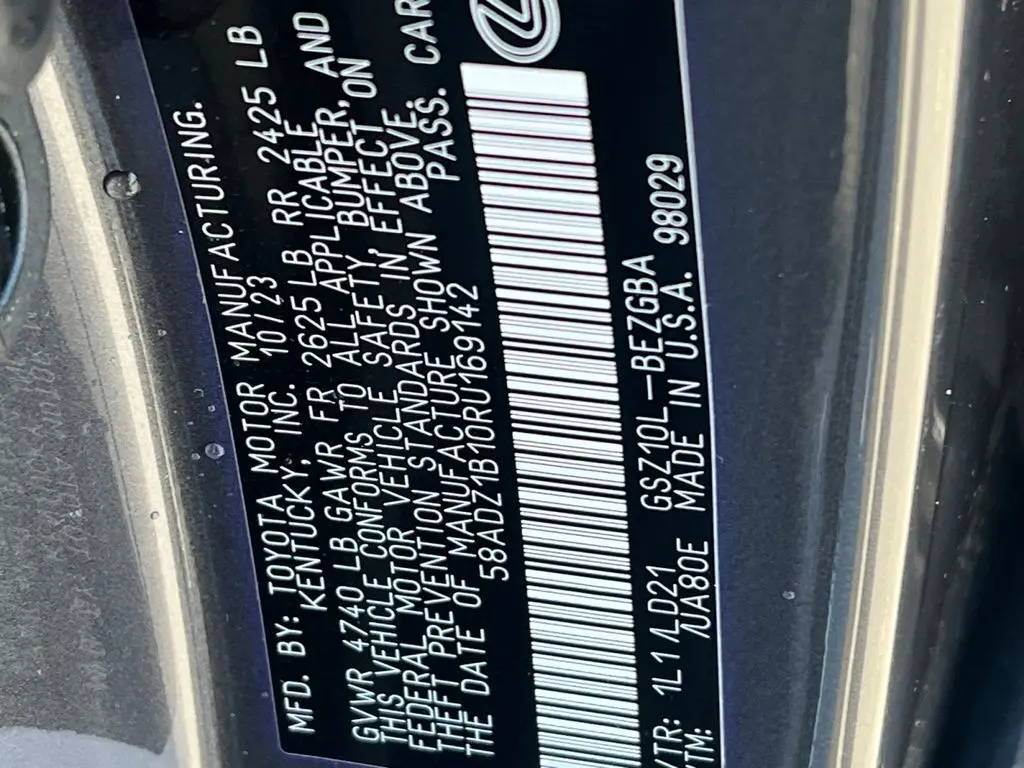 MFD. BY: TOYOTA MOTOR MANUFACTURING.
KENTUCKY, INC. 10/23
GVWR 4740 LB GAWR FR 2625 LB RR 2425 LB
THIS VEHICLE CONFORMS TO ALL APPLICABLE
FEDERAL MOTOR VEHICLE SAFETY, BUMPER, AND
THEFT PREVENTION STANDARDS IN EFFECT ON
THE DATE OF MANUFACTURE SHOWN ABOVE.
58ADZ1B10RU169142 PASS. CAR
/TR: 1L1/LD21 GSZ10L-BEZGBA
/TM: /UA80E MADE IN U.S.A. 98029